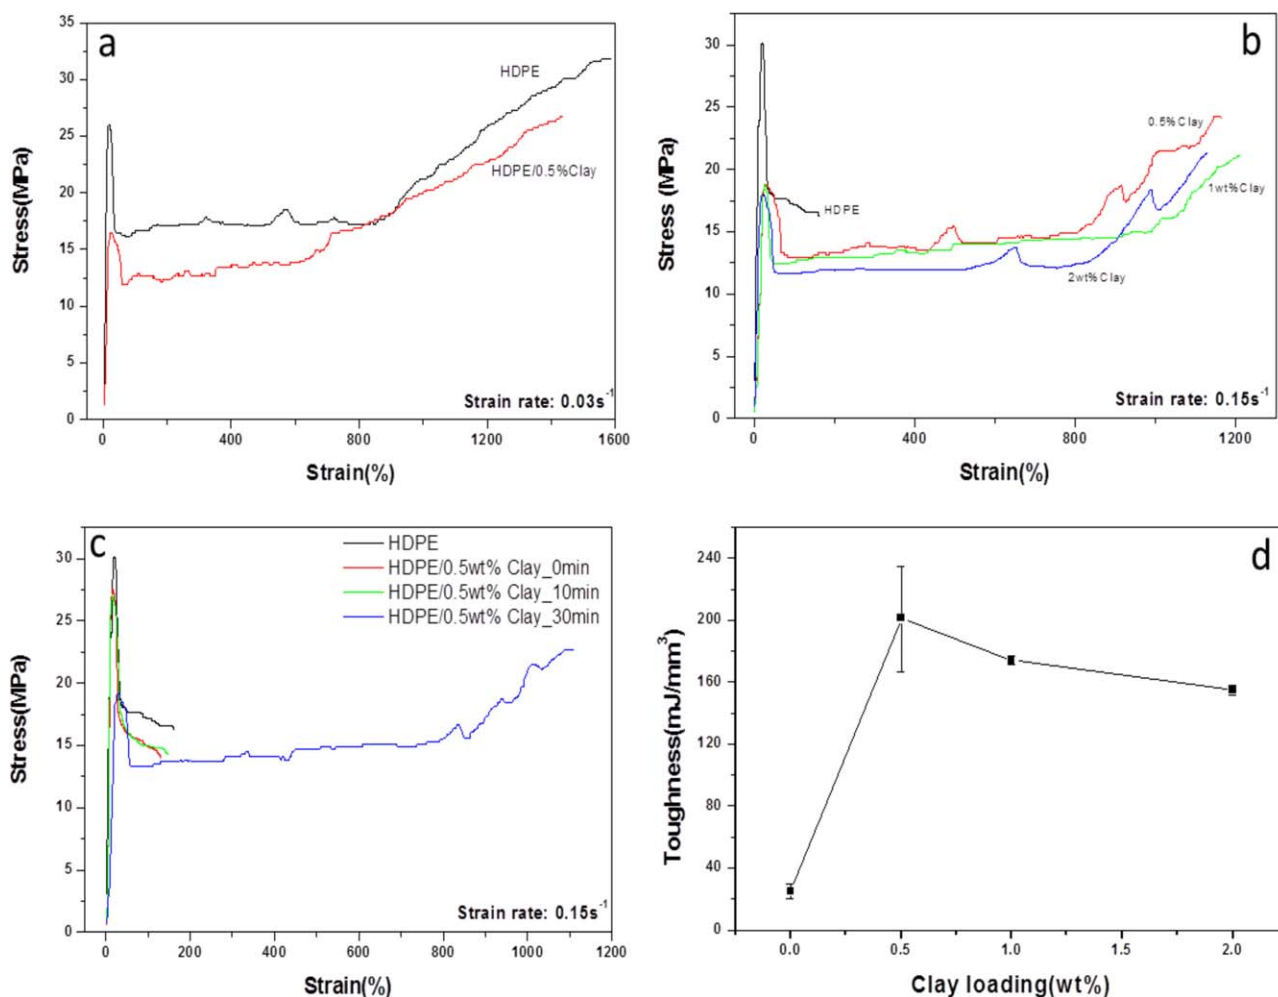 a
35
30
25
20
15
10
5
0
Stress(MPa)
HDPE
HDPE/0.5%Clay
Strain rate: 0.03s⁻¹
0 400 800 1200 1600
Strain(%)
b
30
25
20
15
10
5
0
Stress (MPa)
HDPE
0.5%Clay
1wt%Clay
2wt%Clay
Strain rate: 0.15s⁻¹
0 400 800 1200
Strain(%)
c
30
25
20
15
10
5
0
Stress(MPa)
HDPE
HDPE/0.5wt% Clay_0min
HDPE/0.5wt% Clay_10min
HDPE/0.5wt% Clay_30min
Strain rate: 0.15s⁻¹
0 200 400 600 800 1000 1200
Strain(%)
d
240
200
160
120
80
40
0
Toughness(mJ/mm³)
0.0 0.5 1.0 1.5 2.0
Clay loading(wt%)